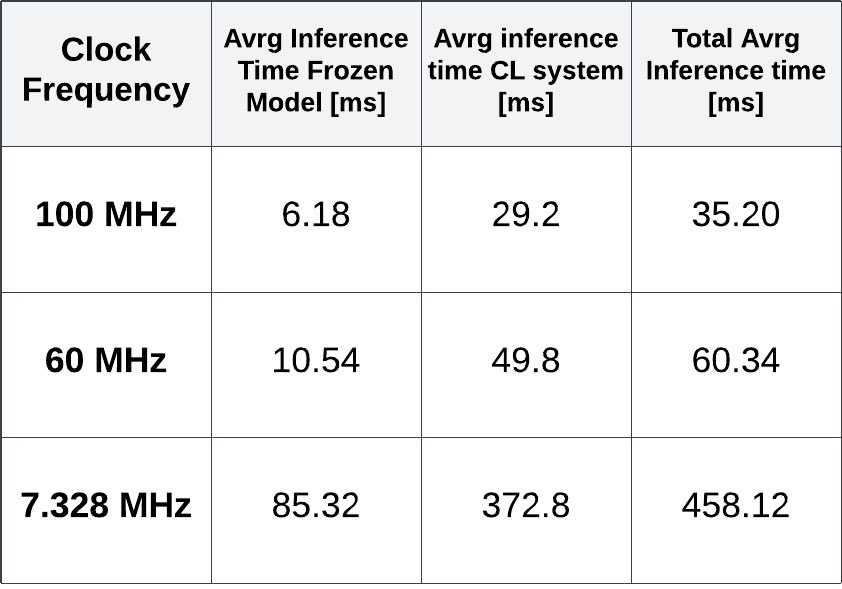 Clock
Frequency
Avrg Inference
Time Frozen
Model [ms]
Avrg inference
time CL system
[ms]
Total Avrg
Inference time
[ms]
100 MHz
6.18
29.2
35.20
60 MHz
10.54
49.8
60.34
7.328 MHz
85.32
372.8
458.12